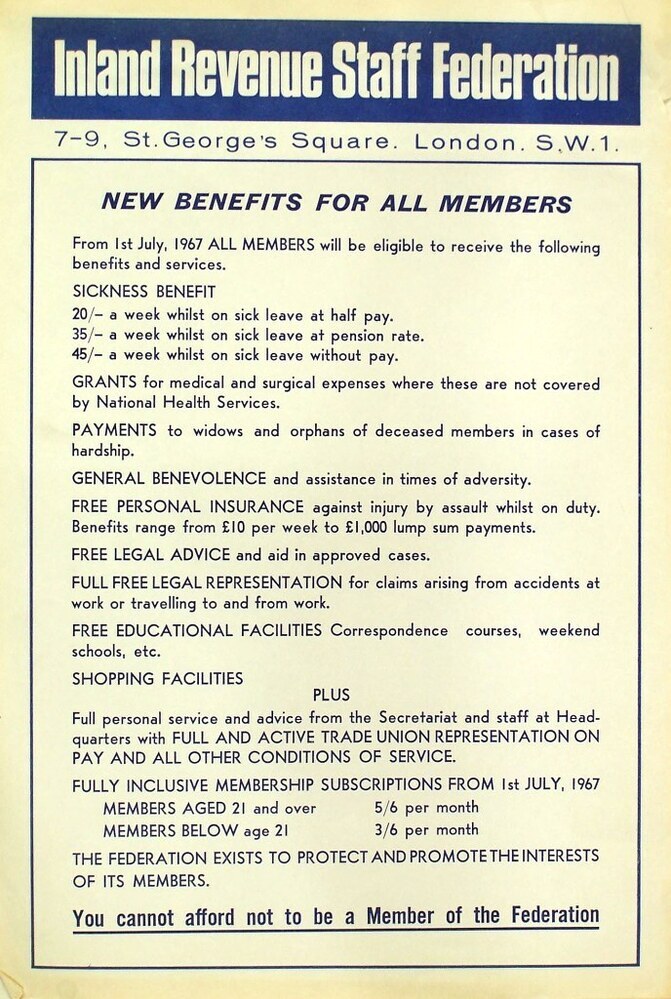 Inland Revenue Staff Federation
7-9, St. George's Square. London. S.W.1.
NEW BENEFITS FOR ALL MEMBERS
From 1st July, 1967 ALL MEMBERS will be eligible to receive the following
benefits and services.
SICKNESS BENEFIT
20/– a week whilst on sick leave at half pay.
35/– a week whilst on sick leave at pension rate.
45/– a week whilst on sick leave without pay.
GRANTS for medical and surgical expenses where these are not covered
by National Health Services.
PAYMENTS to widows and orphans of deceased members in cases of
hardship.
GENERAL BENEVOLENCE and assistance in times of adversity.
FREE PERSONAL INSURANCE against injury by assault whilst on duty.
Benefits range from £10 per week to £1,000 lump sum payments.
FREE LEGAL ADVICE and aid in approved cases.
FULL FREE LEGAL REPRESENTATION for claims arising from accidents at
work or travelling to and from work.
FREE EDUCATIONAL FACILITIES Correspondence courses, weekend
schools, etc.
SHOPPING FACILITIES
PLUS
Full personal service and advice from the Secretariat and staff at Head-
quarters with FULL AND ACTIVE TRADE UNION REPRESENTATION ON
PAY AND ALL OTHER CONDITIONS OF SERVICE.
FULLY INCLUSIVE MEMBERSHIP SUBSCRIPTIONS FROM 1st JULY, 1967
MEMBERS AGED 21 and over 5/6 per month
MEMBERS BELOW age 21 3/6 per month
THE FEDERATION EXISTS TO PROTECT AND PROMOTE THE INTERESTS
OF ITS MEMBERS.
You cannot afford not to be a Member of the Federation